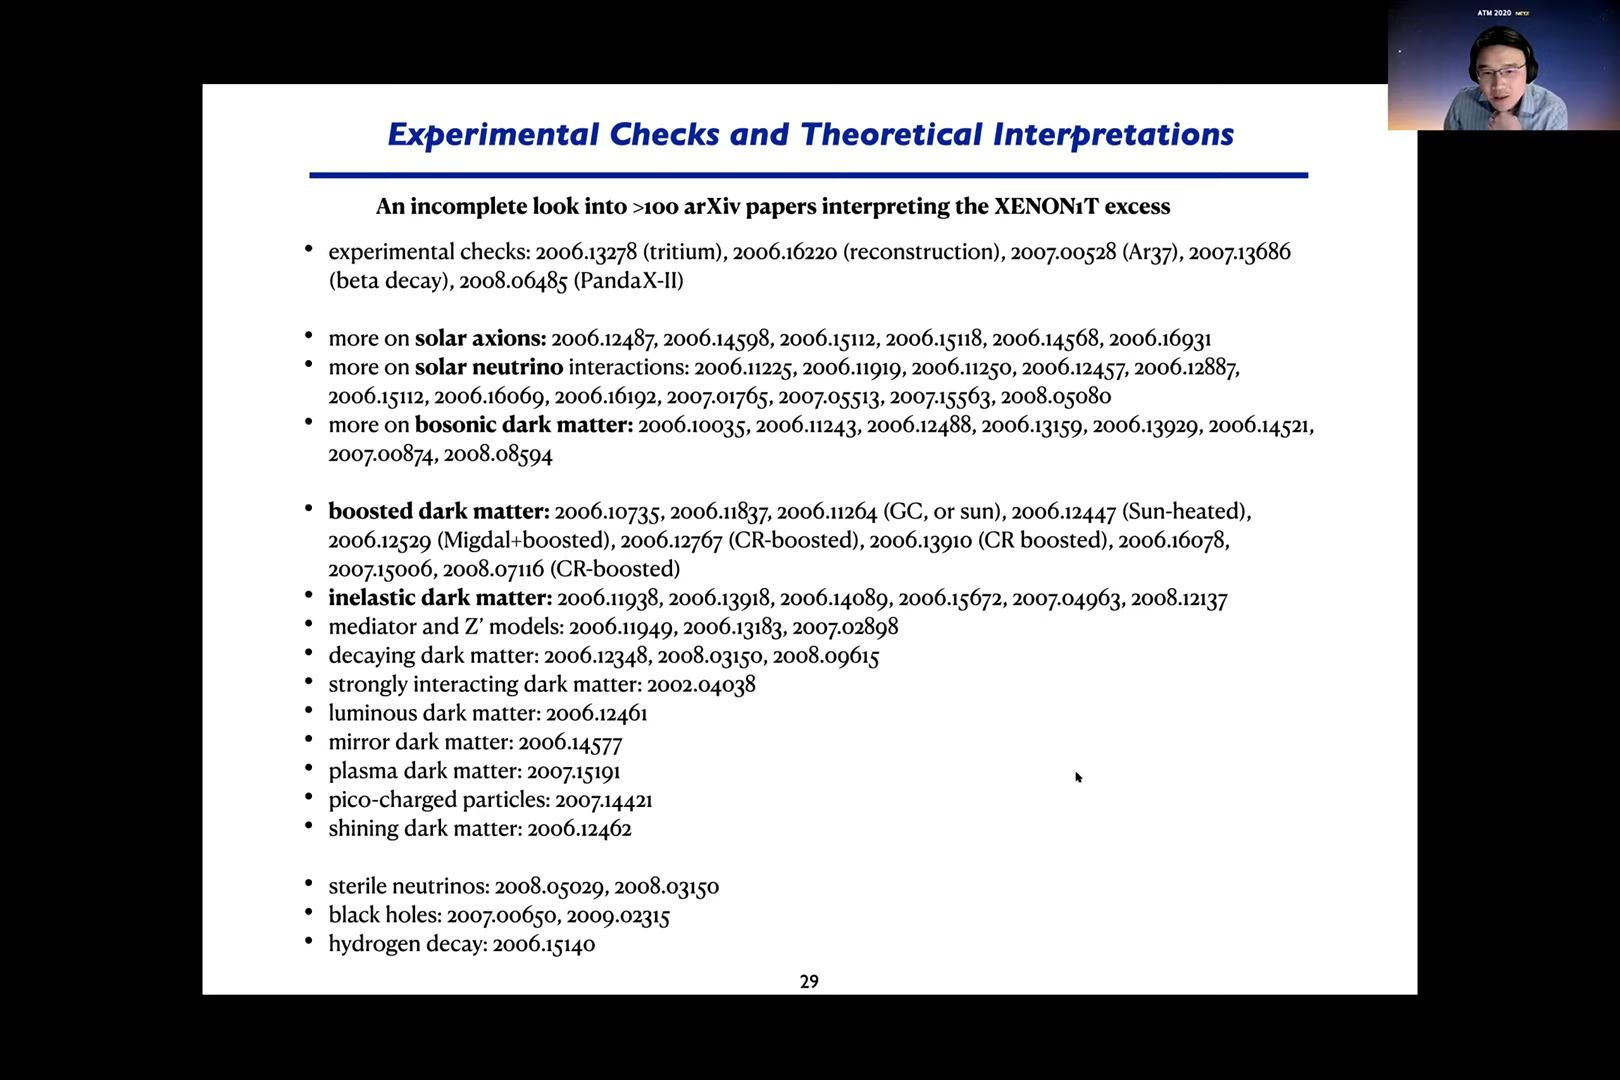 ATM 2020
Experimental Checks and Theoretical Interpretations
An incomplete look into >100 arXiv papers interpreting the XENON1T excess
• experimental checks: 2006.13278 (tritium), 2006.16220 (reconstruction), 2007.00528 (Ar37), 2007.13686
(beta decay), 2008.06485 (PandaX-II)
• more on solar axions: 2006.12487, 2006.14598, 2006.15112, 2006.15118, 2006.14568, 2006.16931
• more on solar neutrino interactions: 2006.11225, 2006.11919, 2006.11250, 2006.12457, 2006.12887,
2006.15112, 2006.16069, 2006.16192, 2007.01765, 2007.05513, 2007.15563, 2008.05080
• more on bosonic dark matter: 2006.10035, 2006.11243, 2006.12488, 2006.13159, 2006.13929, 2006.14521,
2007.00874, 2008.08594
• boosted dark matter: 2006.10735, 2006.11837, 2006.11264 (GC, or sun), 2006.12447 (Sun-heated),
2006.12529 (Migdal+boosted), 2006.12767 (CR-boosted), 2006.13910 (CR boosted), 2006.16078,
2007.15006, 2008.07116 (CR-boosted)
• inelastic dark matter: 2006.11938, 2006.13918, 2006.14089, 2006.15672, 2007.04963, 2008.12137
• mediator and Z’ models: 2006.11949, 2006.13183, 2007.02898
• decaying dark matter: 2006.12348, 2008.03150, 2008.09615
• strongly interacting dark matter: 2002.04038
• luminous dark matter: 2006.12461
• mirror dark matter: 2006.14577
• plasma dark matter: 2007.15191
• pico-charged particles: 2007.14421
• shining dark matter: 2006.12462
• sterile neutrinos: 2008.05029, 2008.03150
• black holes: 2007.00650, 2009.02315
• hydrogen decay: 2006.15140
29